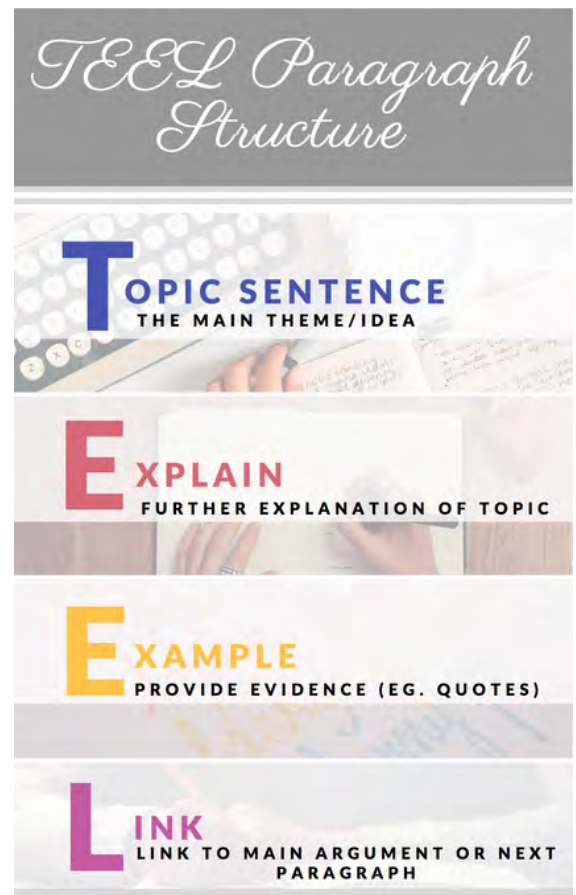 TEEL Paragraph
Structure
TOPIC SENTENCE
THE MAIN THEME/IDEA
Z X C
EXPLAIN
FURTHER EXPLANATION OF TOPIC
EXAMPLE
PROVIDE EVIDENCE (EG. QUOTES)
LINK
LINK TO MAIN ARGUMENT OR NEXT
PARAGRAPH